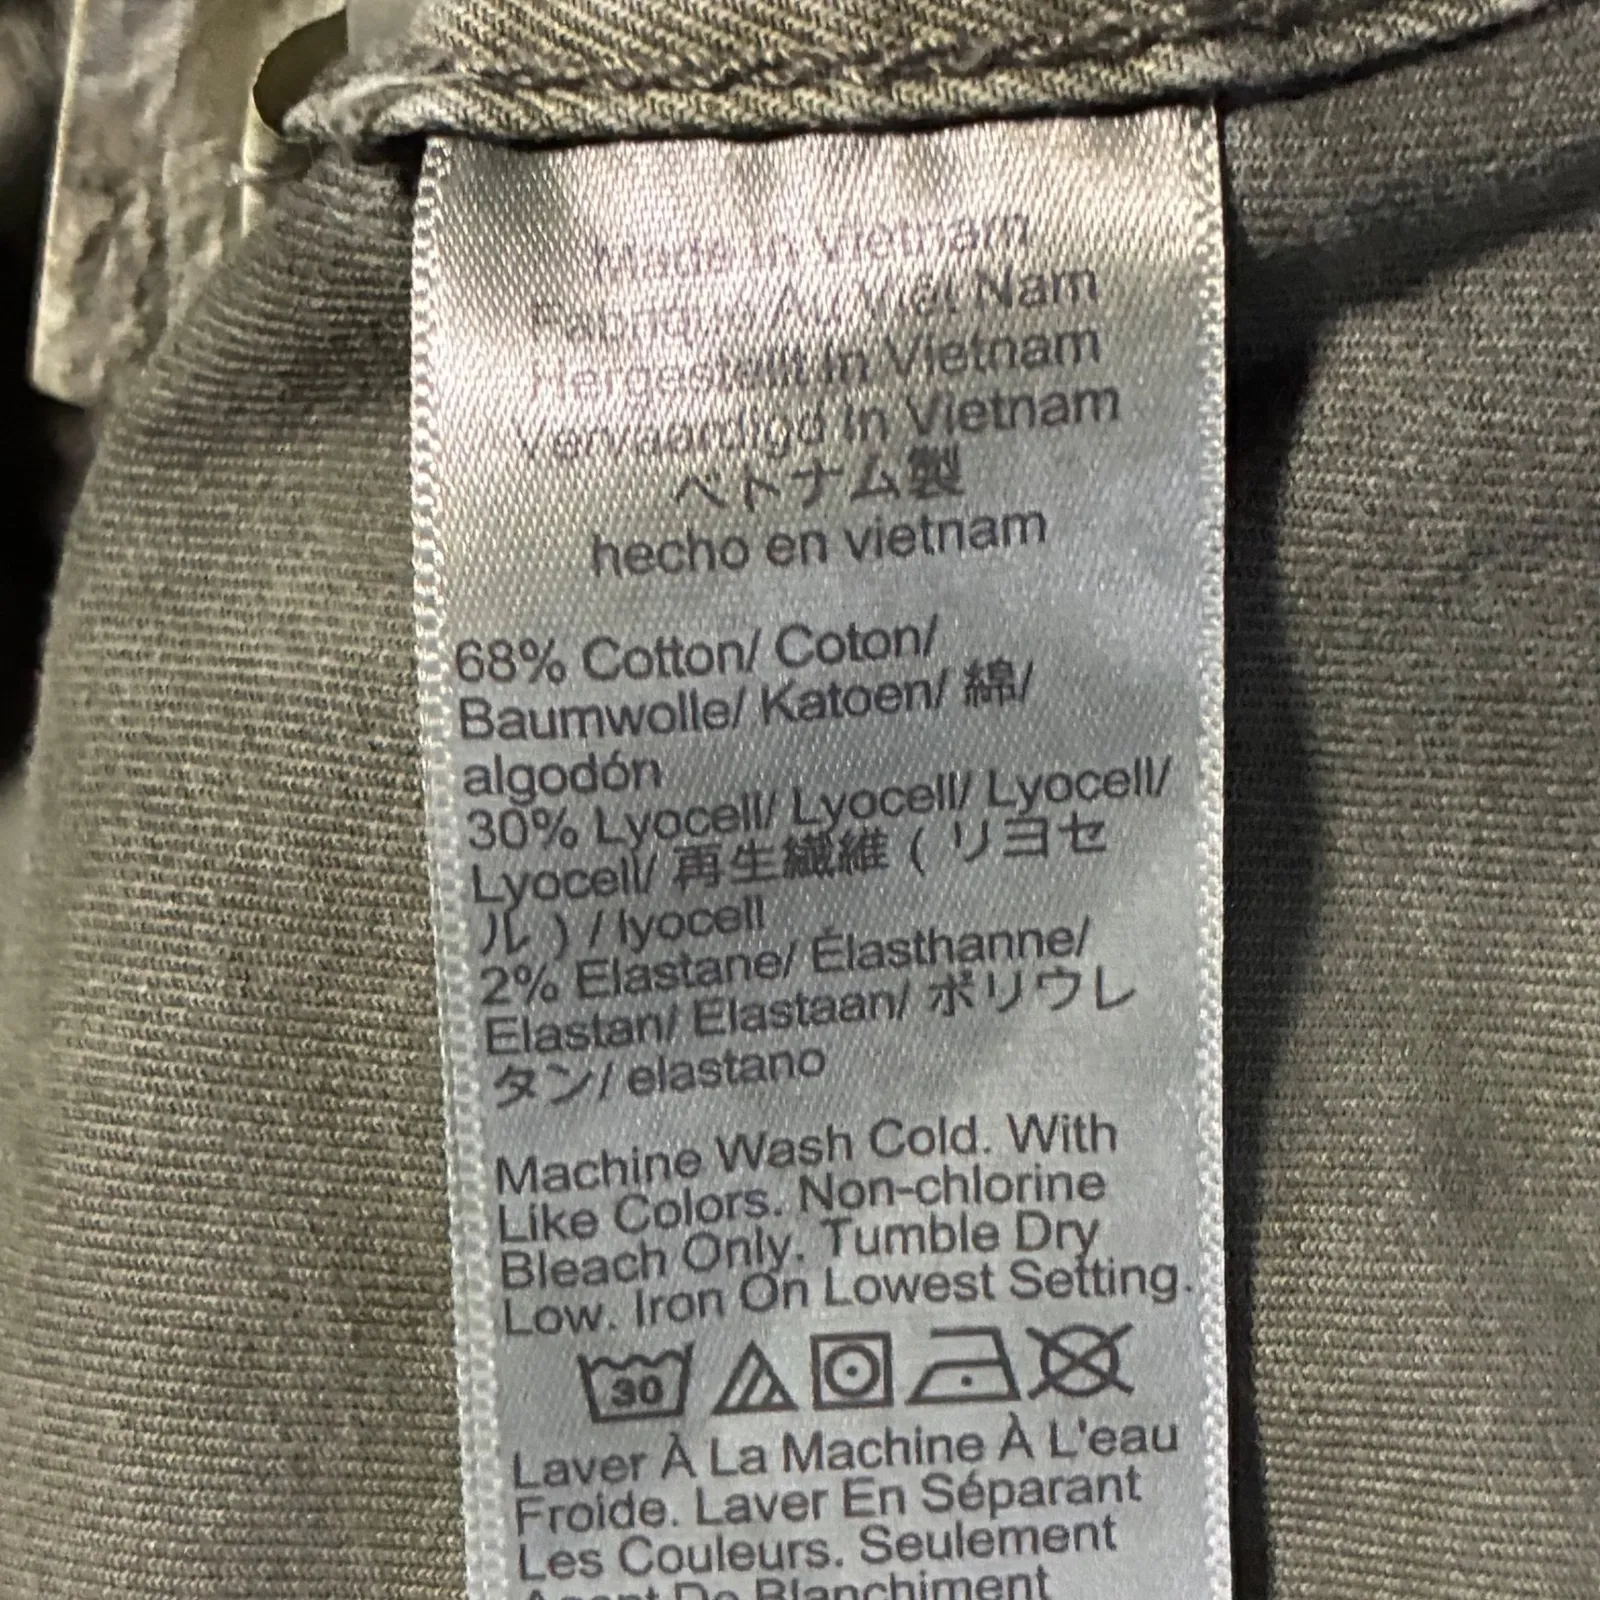 Made In Vietnam
Fabriqué Au Viet Nam
Hergestellt In Vietnam
Vervaardigd In Vietnam
ベトナム製
hecho en vietnam
68% Cotton/ Coton/
Baumwolle/ Katoen/ 綿/
algodón
30% Lyocell/ Lyocell/ Lyocell/
Lyocell/ 再生繊維 ( リヨセ
ル ) / lyocell
2% Elastane/ Élasthanne/
Elastan/ Elastaan/ ポリウレ
タン/ elastano
Machine Wash Cold. With
Like Colors. Non-chlorine
Bleach Only. Tumble Dry
Low. Iron On Lowest Setting.
30
Laver À La Machine À L'eau
Froide. Laver En Séparant
Les Couleurs. Seulement
Agent De Blanchiment